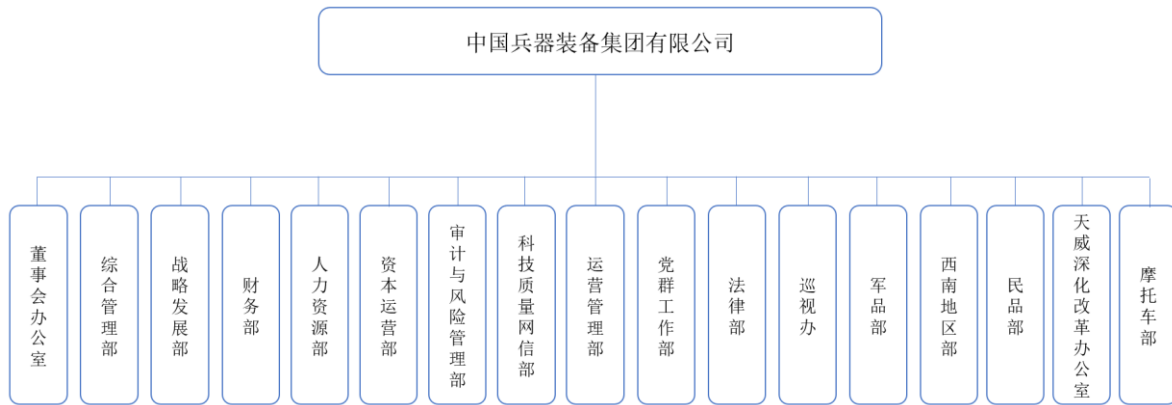 中国兵器装备集团有限公司
董事会办公室
综合管理部
战略发展部
财务部
人力资源部
资本运营部
审计与风险管理部
科技质量网信部
运营管理部
党群工作部
法律部
巡视办
军品部
西南地区部
民品部
天威深化改革办公室
摩托车部